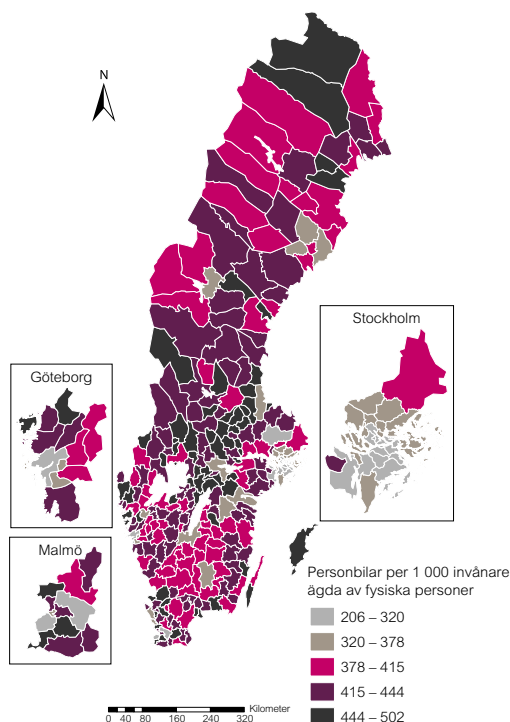 N
Stockholm
Göteborg
Malmö
Personbilar per 1 000 invånare
ägda av fysiska personer
206 – 320
320 – 378
378 – 415
415 – 444
444 – 502
Kilometer
0 40 80 160 240 320